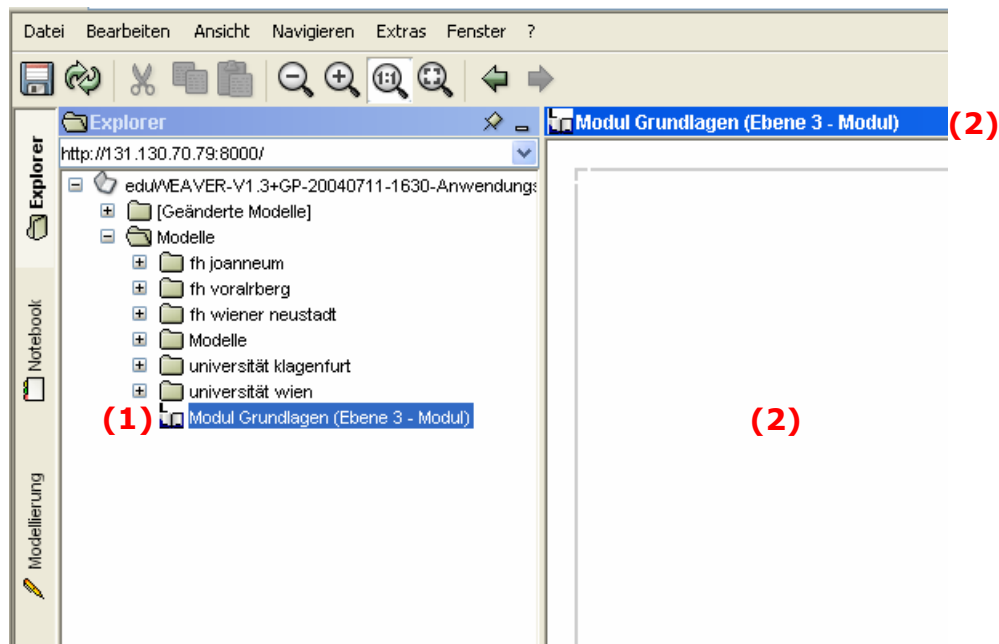 Datei Bearbeiten Ansicht Navigieren Extras Fenster ?
1:1
Explorer
Notebook
Modellierung
Explorer
http://131.130.70.79:8000/
eduWEAVER-V1.3+GP-20040711-1630-Anwendungs
[Geänderte Modelle]
Modelle
fh joanneum
fh voralrberg
fh wiener neustadt
Modelle
universität klagenfurt
universität wien
(1) Modul Grundlagen (Ebene 3 - Modul)
Modul Grundlagen (Ebene 3 - Modul) (2)
(2)